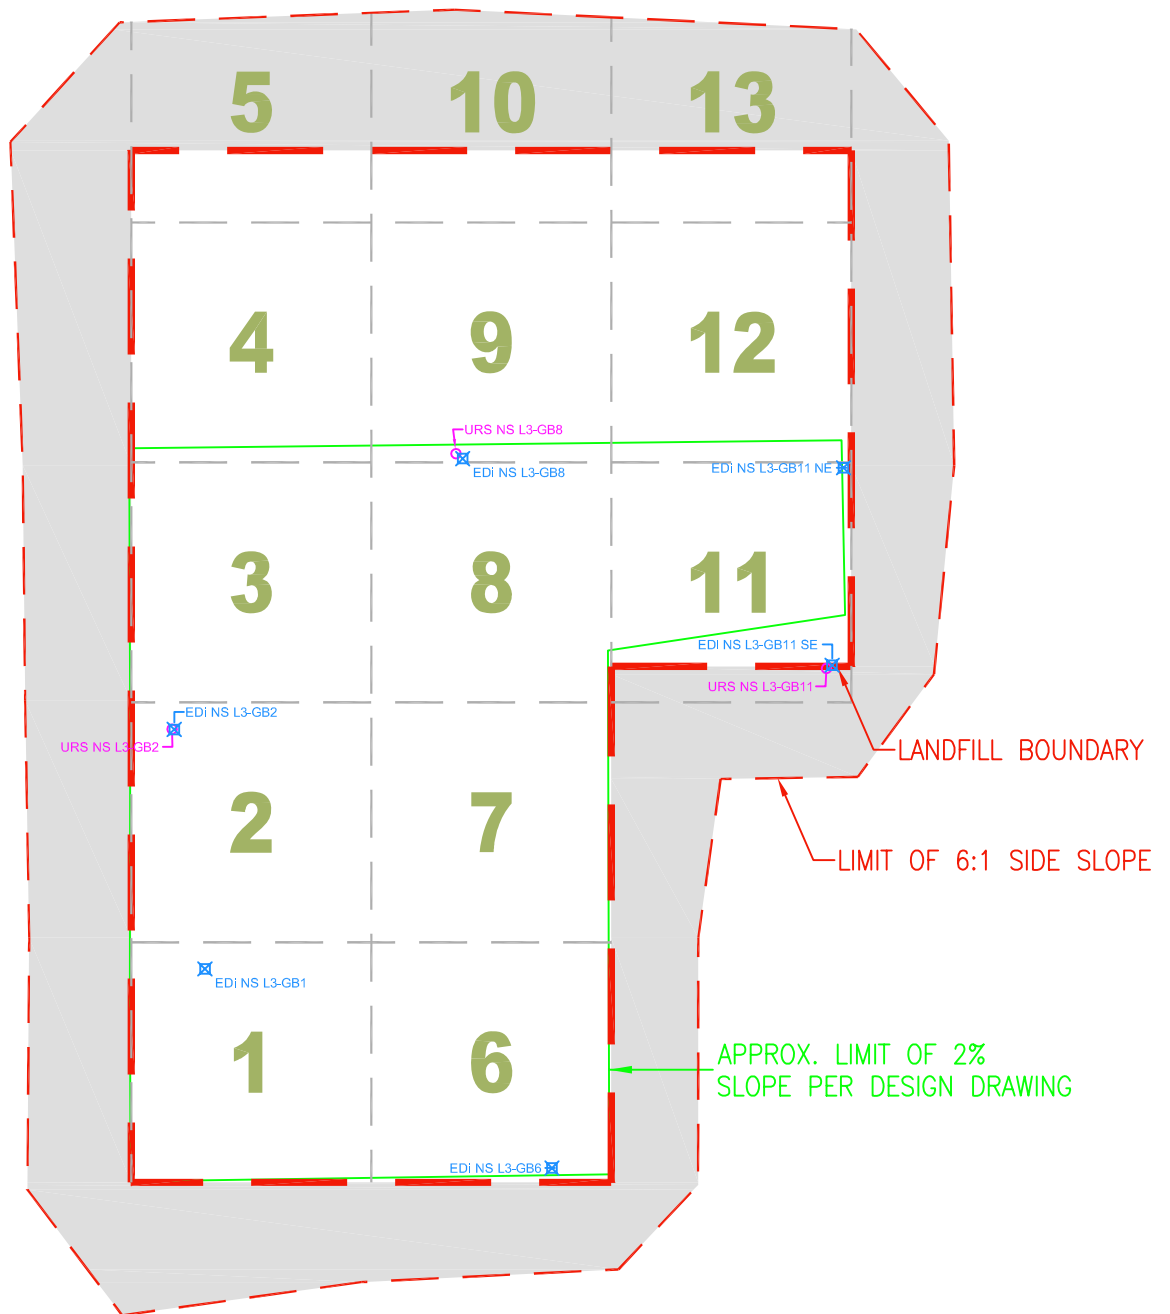 5 10 13
4 9 12
URS NS L3-GB8
EDi NS L3-GB8
EDi NS L3-GB11 NE
3 8 11
EDi NS L3-GB11 SE
URS NS L3-GB11
EDi NS L3-GB2
URS NS L3-GB2
LANDFILL BOUNDARY
2 7
LIMIT OF 6:1 SIDE SLOPE
EDi NS L3-GB1
1 6
APPROX. LIMIT OF 2%
SLOPE PER DESIGN DRAWING
EDi NS L3-GB6